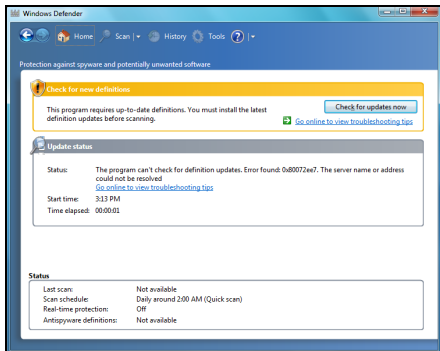 Windows Defender
Home Scan History Tools
Protection against spyware and potentially unwanted software
Check for new definitions
This program requires up-to-date definitions. You must install the latest
definition updates before scanning.
Check for updates now
Go online to view troubleshooting tips
Update status
Status: The program can't check for definition updates. Error found: 0x80072ee7. The server name or address
could not be resolved
Go online to view troubleshooting tips
Start time: 3:13 PM
Time elapsed: 00:00:01
Status
Last scan: Not available
Scan schedule: Daily around 2:00 AM (Quick scan)
Real-time protection: Off
Antispyware definitions: Not available